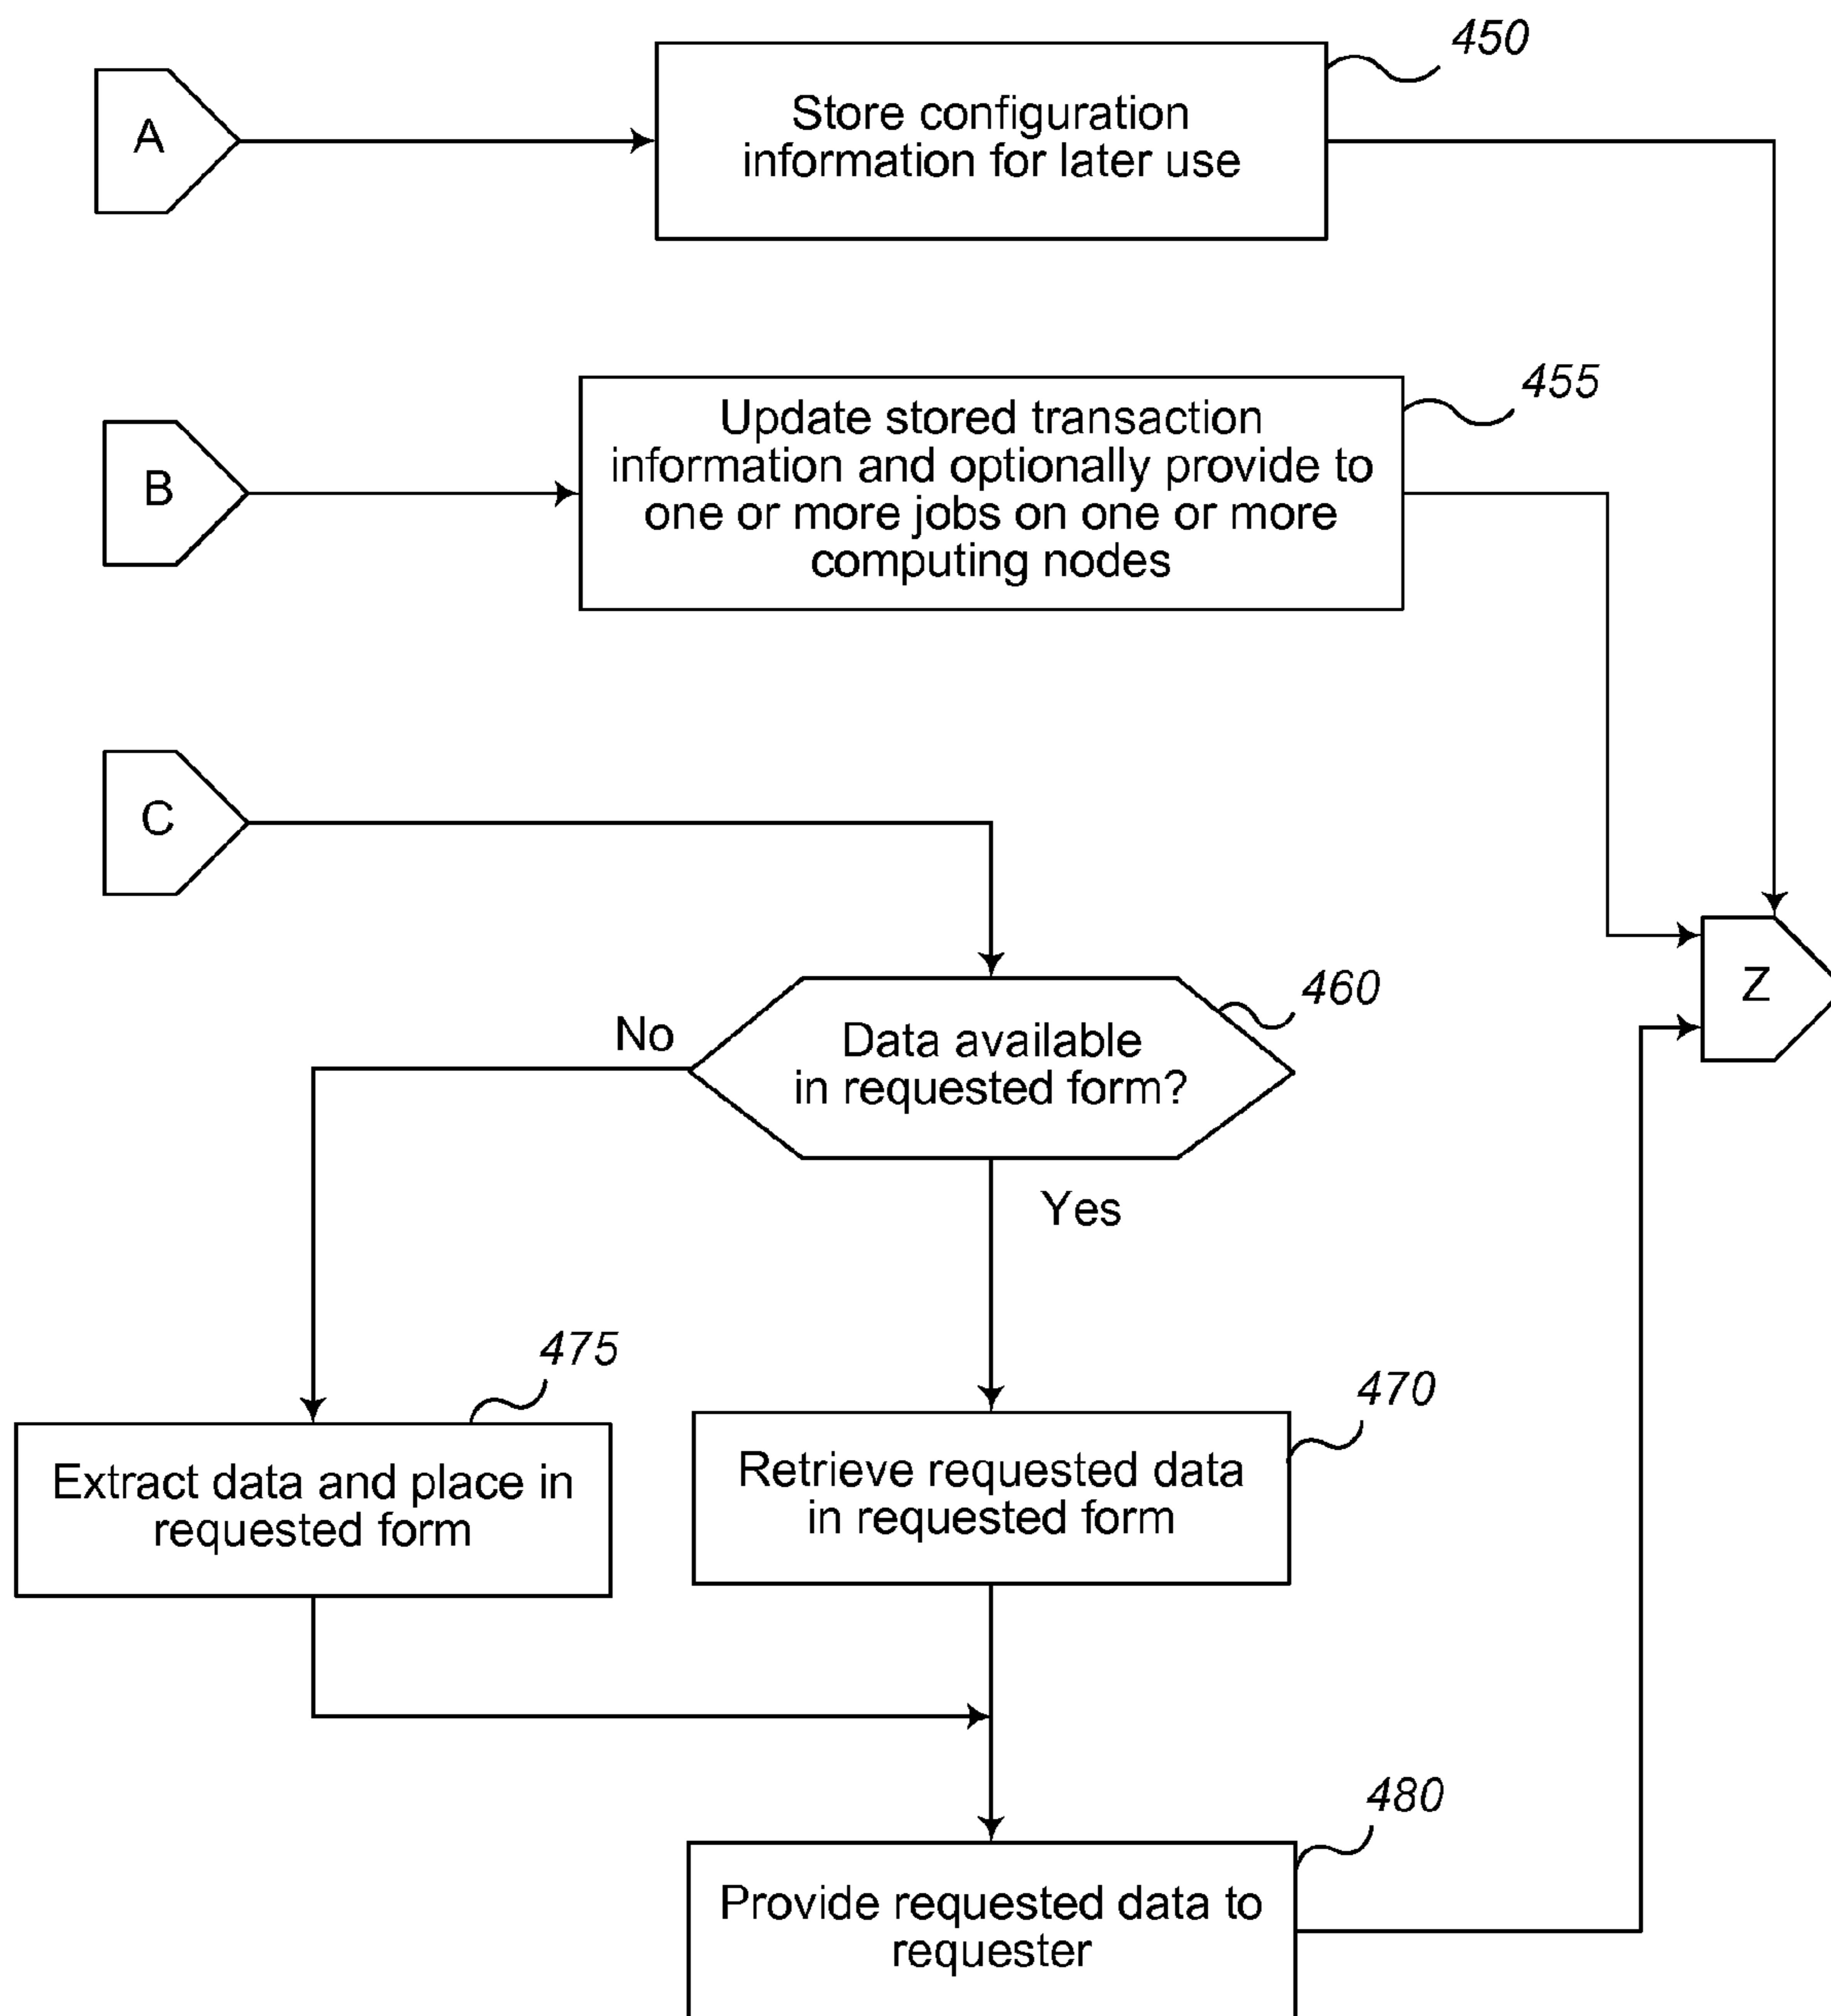 450
A
Store configuration
information for later use
455
B
Update stored transaction
information and optionally provide to
one or more jobs on one or more
computing nodes
C
460
Z
No
Data available
in requested form?
Yes
475
470
Extract data and place in
requested form
Retrieve requested data
in requested form
480
Provide requested data to
requester